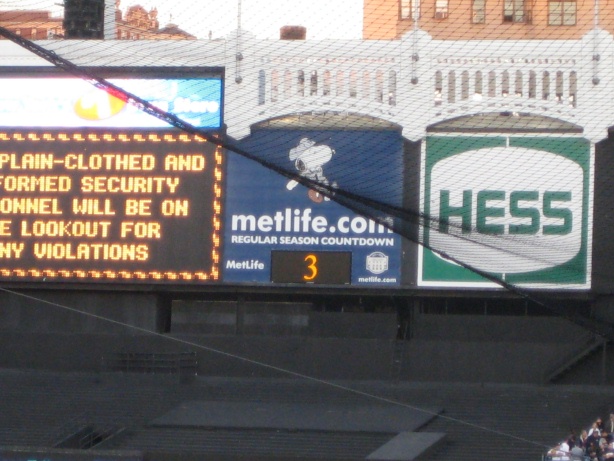 PLAIN-CLOTHED AND
FORMED SECURITY
ONNEL WILL BE ON
E LOOKOUT FOR
NY VIOLATIONS
metlife.com
REGULAR SEASON COUNTDOWN
MetLife
3
metlife.com
HESS